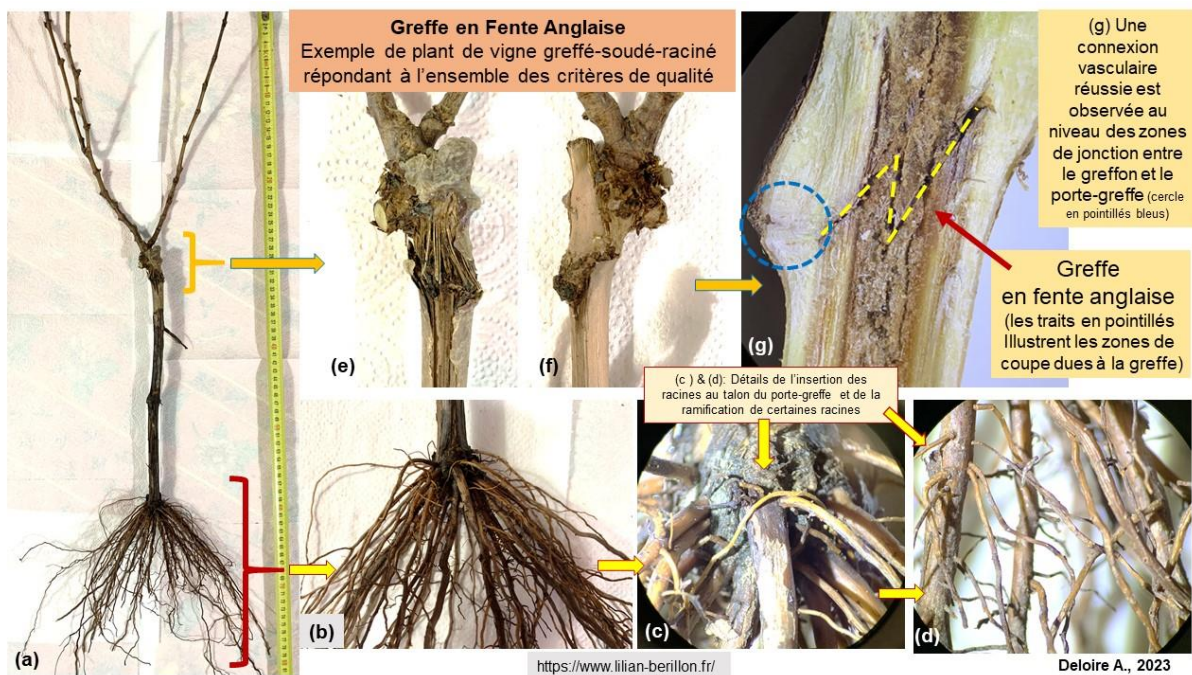 Greffe en Fente Anglaise
Exemple de plant de vigne greffé-soudé-raciné
répondant à l'ensemble des critères de qualité
(g) Une
connexion
vasculaire
réussie est
observée au
niveau des zones
de jonction entre
le greffon et le
porte-greffe (cercle
en pointillés bleus)
Greffe
en fente anglaise
(les traits en pointillés
Illustrent les zones de
coupe dues à la greffe)
(e)
(f)
(g)
(c ) & (d): Détails de l'insertion des
racines au talon du porte-greffe et de la
ramification de certaines racines
(a)
(b)
(c)
(d)
https://www.lilian-berillon.fr/
Deloire A., 2023